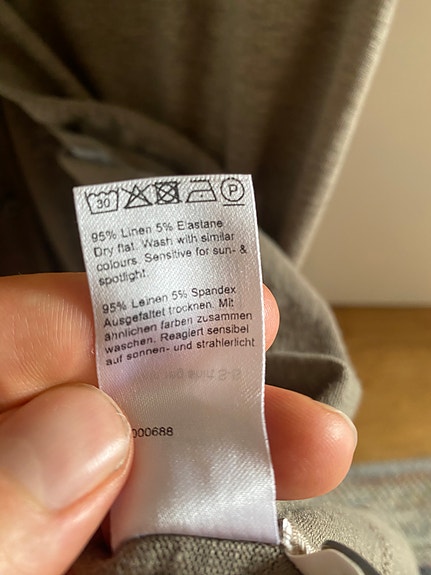 30 P
95% Linen 5% Elastane
Dry flat. Wash with similar
colours. Sensitive for sun- &
spotlight.
95% Leinen 5% Spandex
Ausgefaltet trocknen. Mit
ähnlichen farben zusammen
waschen. Reagiert sensibel
auf sonnen- und strahlerlicht
000688